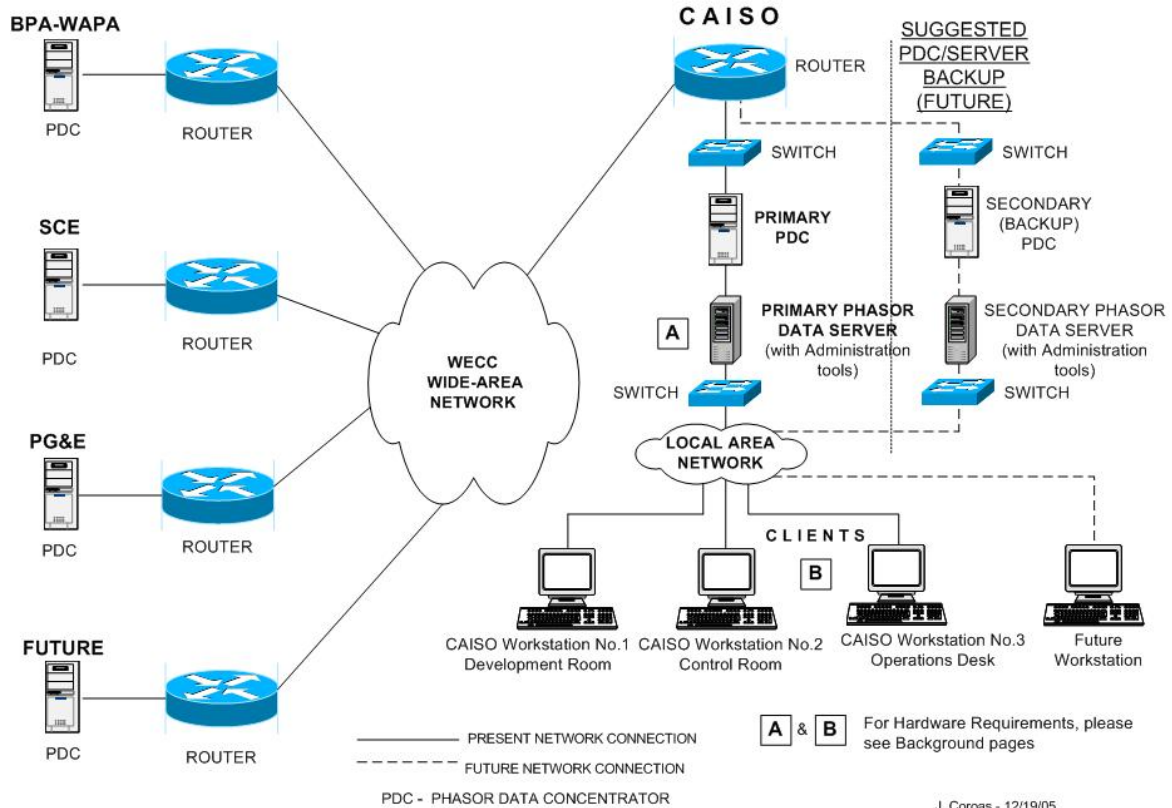 BPA-WAPA
PDC
ROUTER
SCE
PDC
ROUTER
PG&E
PDC
ROUTER
FUTURE
PDC
ROUTER
WECC
WIDE-AREA
NETWORK
CAISO
ROUTER
SWITCH
PRIMARY
PDC
A
PRIMARY PHASOR
DATA SERVER
(with Administration
tools)
SWITCH
LOCAL AREA
NETWORK
SUGGESTED
PDC/SERVER
BACKUP
(FUTURE)
SWITCH
SECONDARY
(BACKUP)
PDC
SECONDARY PHASOR
DATA SERVER
(with Administration
tools)
SWITCH
CLIENTS
B
CAISO Workstation No.1
Development Room
CAISO Workstation No.2
Control Room
CAISO Workstation No.3
Operations Desk
Future
Workstation
PRESENT NETWORK CONNECTION
FUTURE NETWORK CONNECTION
PDC - PHASOR DATA CONCENTRATOR
A & B For Hardware Requirements, please
see Background pages
J. Coroas - 12/19/05